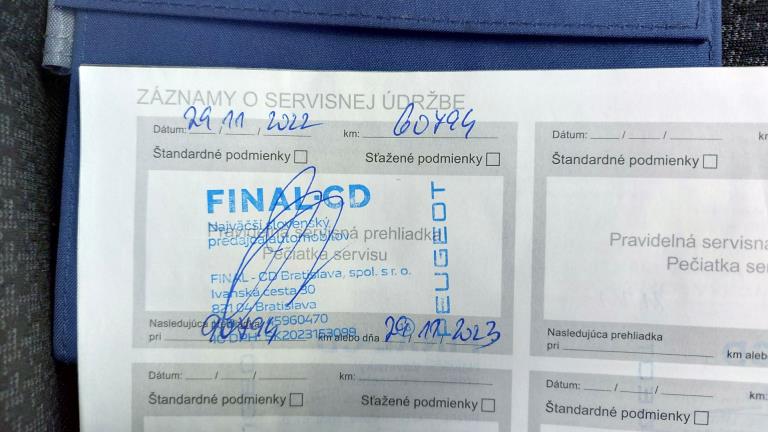 ZÁZNAMY O SERVISNEJ ÚDRŽBE
Dátum: 29/11/2022 km: 60794
Štandardné podmienky Sťažené podmienky
FINAL-CD
Najväčší slovenský
predajca automobilov
PEUGEOT
Pravidelná servisná prehliadka
Pečiatka servisu
FINAL - CD Bratislava, spol. s r. o.
Ivanská cesta 30
821 04 Bratislava
Nasledujúca prehliadka
pri km alebo dňa 29.11.2023
Dátum: / /
Štandardné podmienky
Pravidelná servisná
Pečiatka
Nasledujúca prehliadka
pri km alebo
Dátum: / / km:
Štandardné podmienky Sťažené podmienky
Dátum: / / km:
Štandardné podmienky